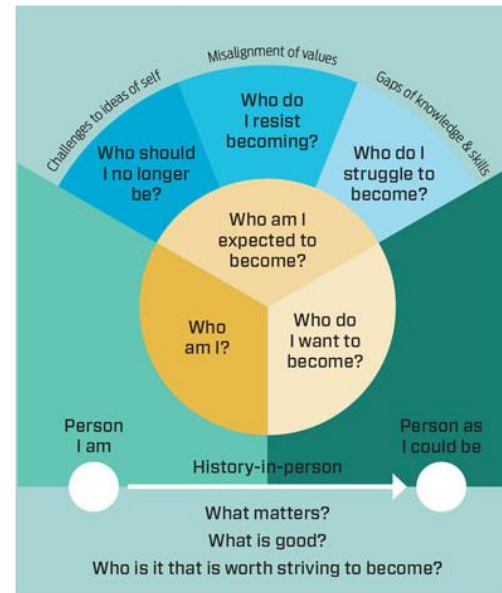 Misalignment of values
Challenges to ideas of self
Gaps of knowledge & skills
Who should
I no longer
be?
Who do
I resist
becoming?
Who do I
struggle to
become?
Who am I
expected to
become?
Who
am I?
Who do
I want to
become?
Person
I am
Person as
I could be
History-in-person
What matters?
What is good?
Who is it that is worth striving to become?